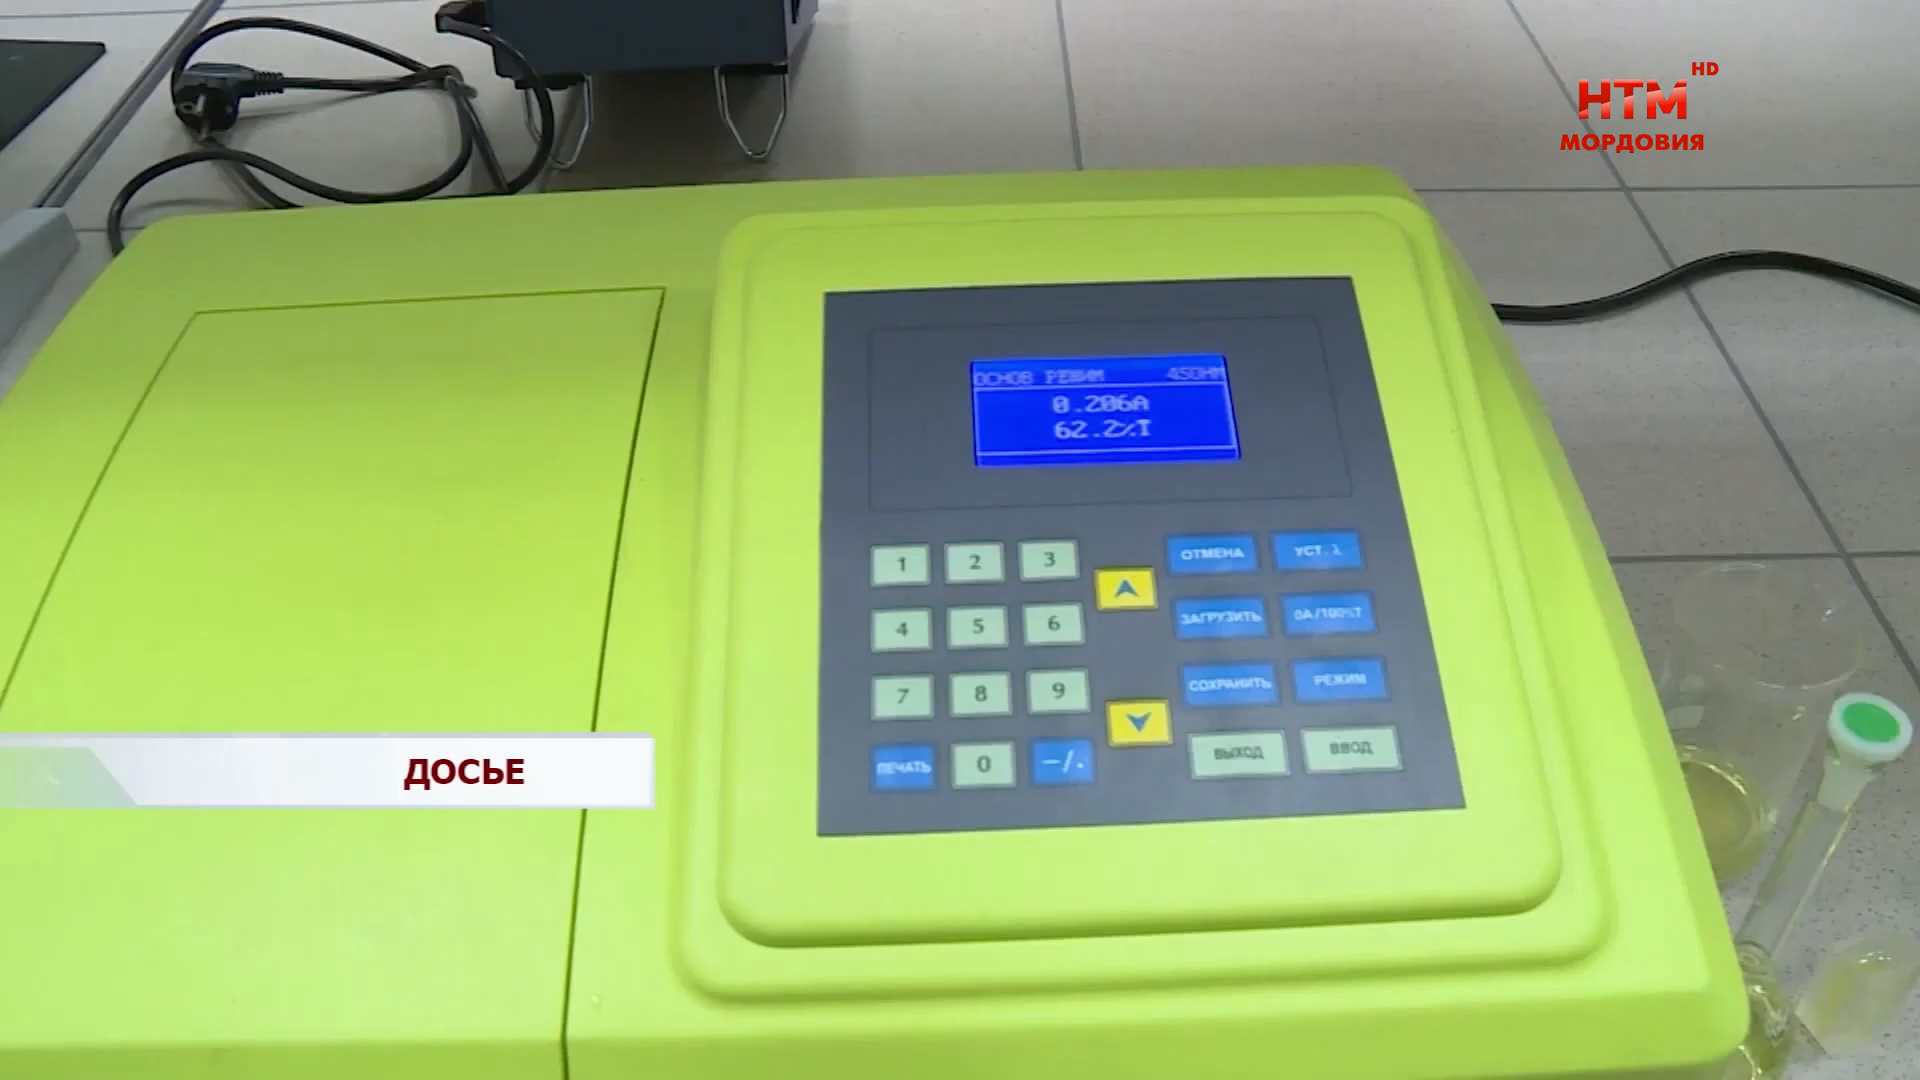 HD
НТМ
МОРДОВИЯ
ОСНОВ РЕЖИМ 450НМ
0.206A
62.2%T
1 2 3 ОТМЕНА УСТ. λ
4 5 6 ЗАГРУЗИТЬ 0А/100%Т
7 8 9 СОХРАНИТЬ РЕЖИМ
ПЕЧАТЬ 0 −/. ВЫХОД ВВОД
ДОСЬЕ